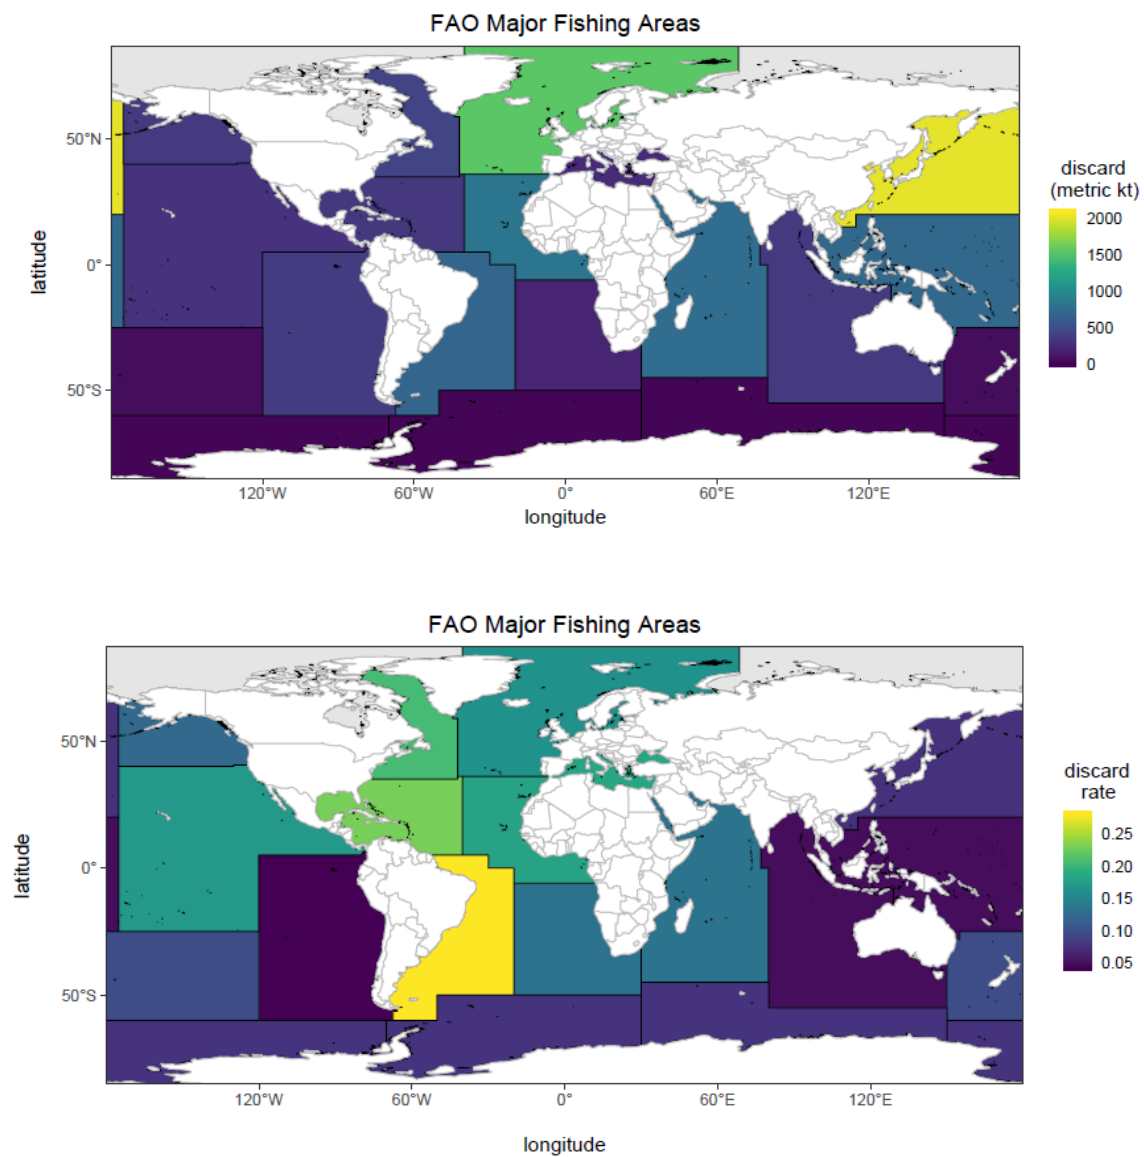 FAO Major Fishing Areas
latitude
50°N
0°
50°S
120°W 60°W 0° 60°E 120°E
longitude
discard
(metric kt)
2000
1500
1000
500
0
FAO Major Fishing Areas
latitude
50°N
0°
50°S
120°W 60°W 0° 60°E 120°E
longitude
discard
rate
0.25
0.20
0.15
0.10
0.05